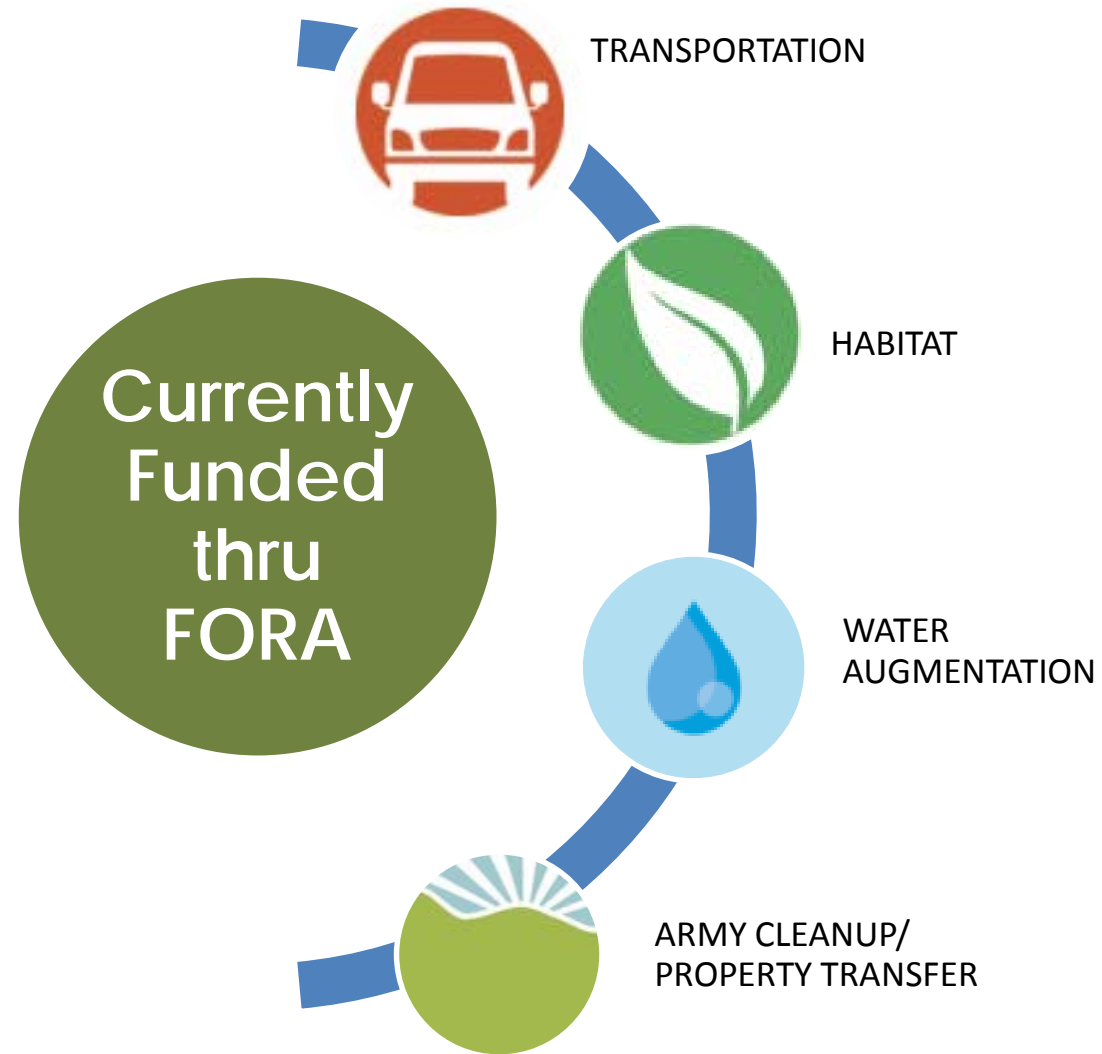 TRANSPORTATION
HABITAT
Currently
Funded
thru
FORA
WATER
AUGMENTATION
ARMY CLEANUP/
PROPERTY TRANSFER